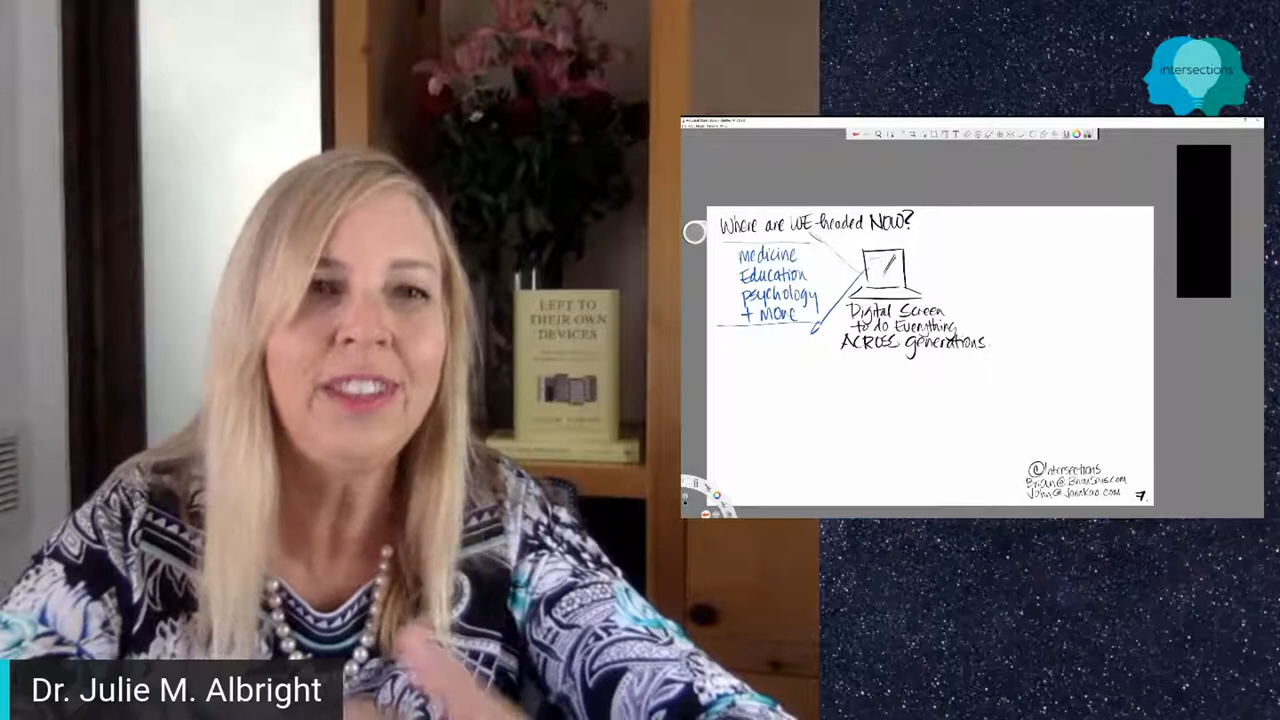 intersections
Where are WE-headed NOW?
medicine
Education
psychology
+ more
Digital Screen
to do Everything
ACROSS generations.
LEFT TO
THEIR OWN
DEVICES
©Intersections
7.
Dr. Julie M. Albright